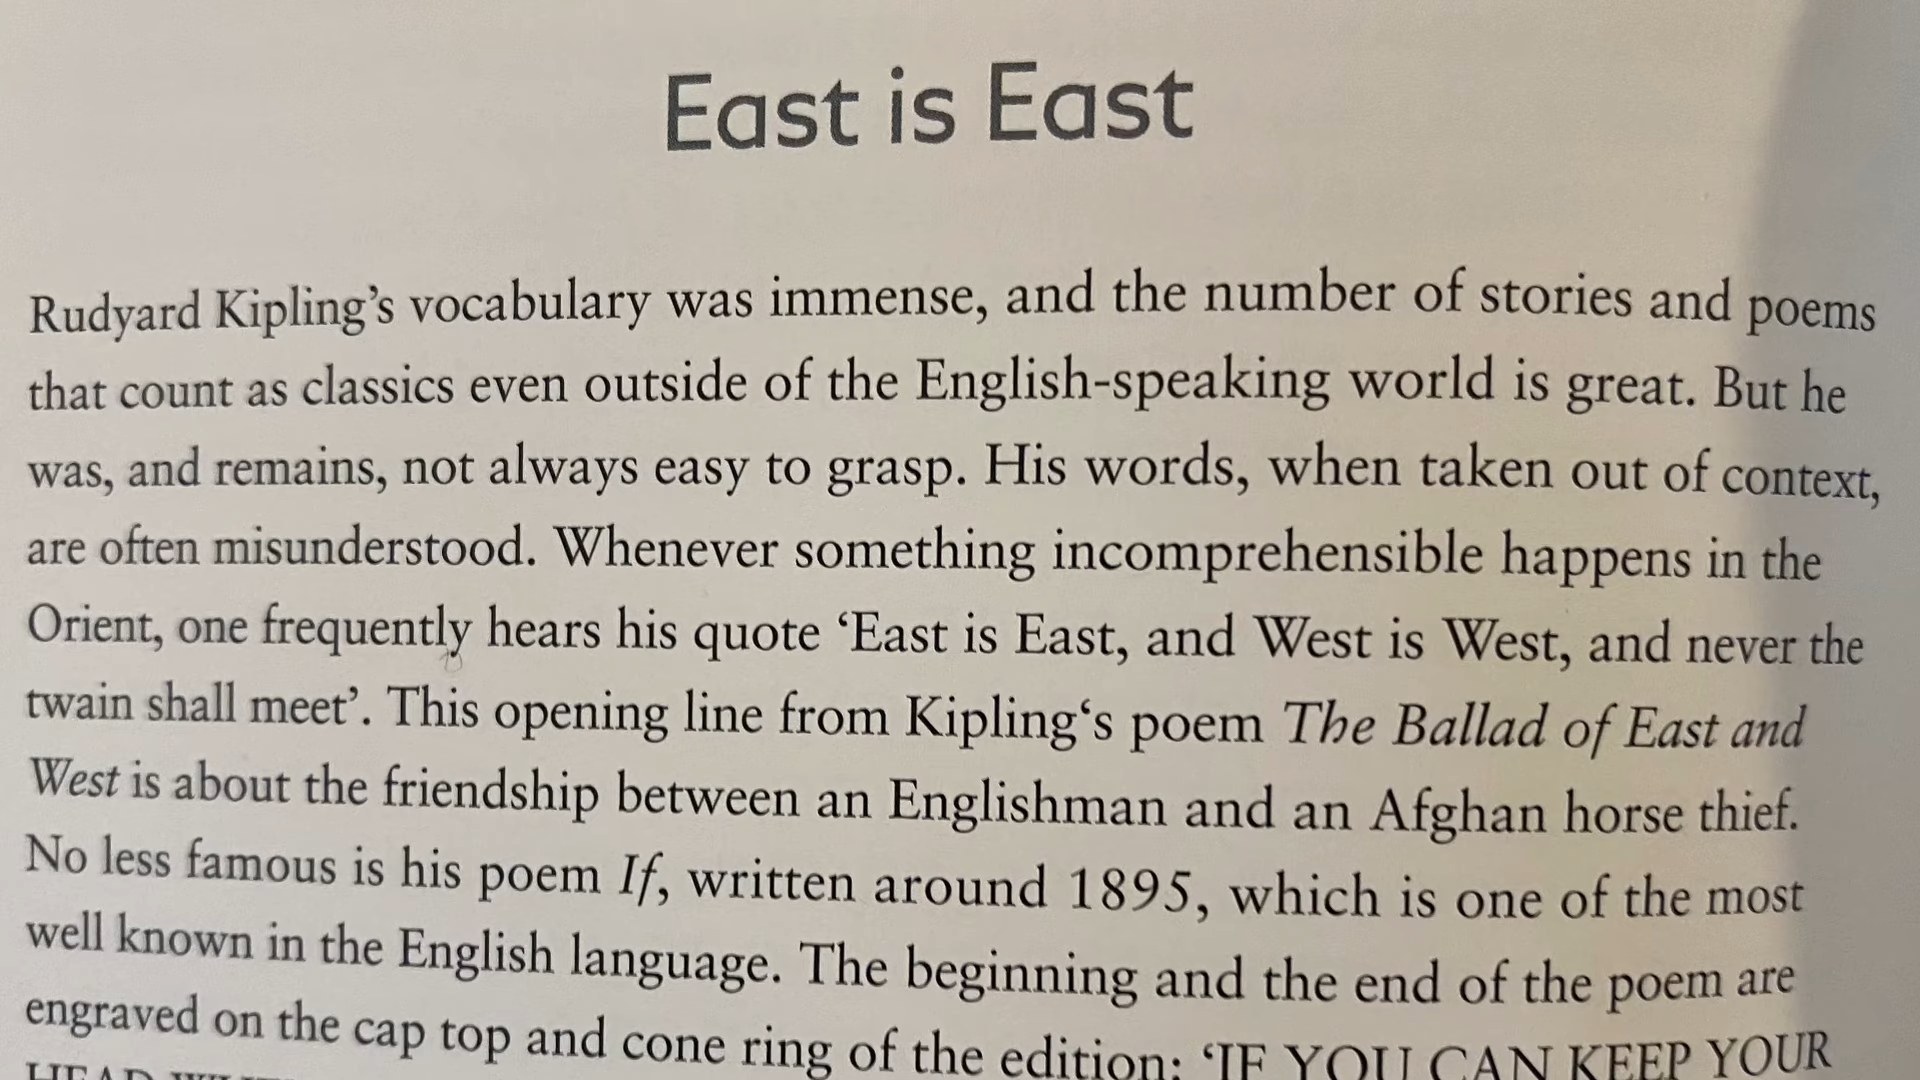 East is East
Rudyard Kipling’s vocabulary was immense, and the number of stories and poems
that count as classics even outside of the English-speaking world is great. But he
was, and remains, not always easy to grasp. His words, when taken out of context,
are often misunderstood. Whenever something incomprehensible happens in the
Orient, one frequently hears his quote ‘East is East, and West is West, and never the
twain shall meet’. This opening line from Kipling‘s poem The Ballad of East and
West is about the friendship between an Englishman and an Afghan horse thief.
No less famous is his poem If, written around 1895, which is one of the most
well known in the English language. The beginning and the end of the poem are
engraved on the cap top and cone ring of the edition: ‘IF YOU CAN KEEP YOUR
HEAD